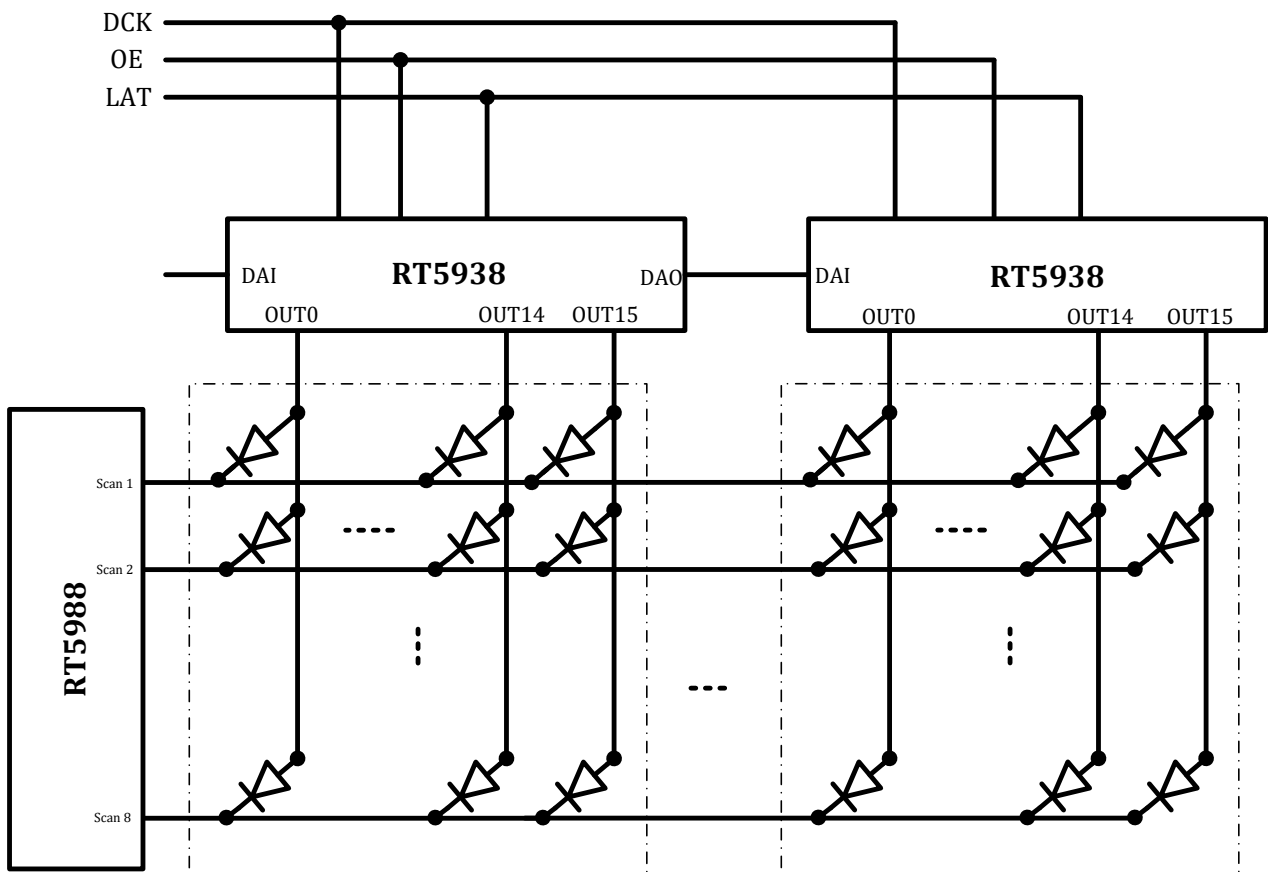 DCK
OE
LAT
DAI RT5938 DAO
OUT0 OUT14 OUT15
DAI RT5938
OUT0 OUT14 OUT15
RT5988
Scan 1
Scan 2
Scan 8